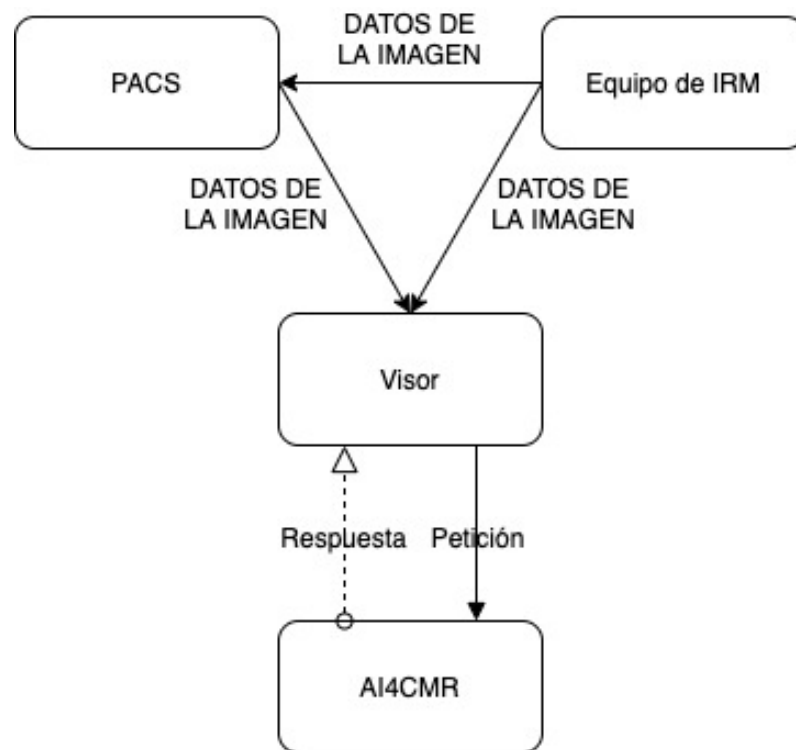 DATOS DE
LA IMAGEN
PACS
Equipo de IRM
DATOS DE
LA IMAGEN
DATOS DE
LA IMAGEN
Visor
Respuesta
Petición
AI4CMR